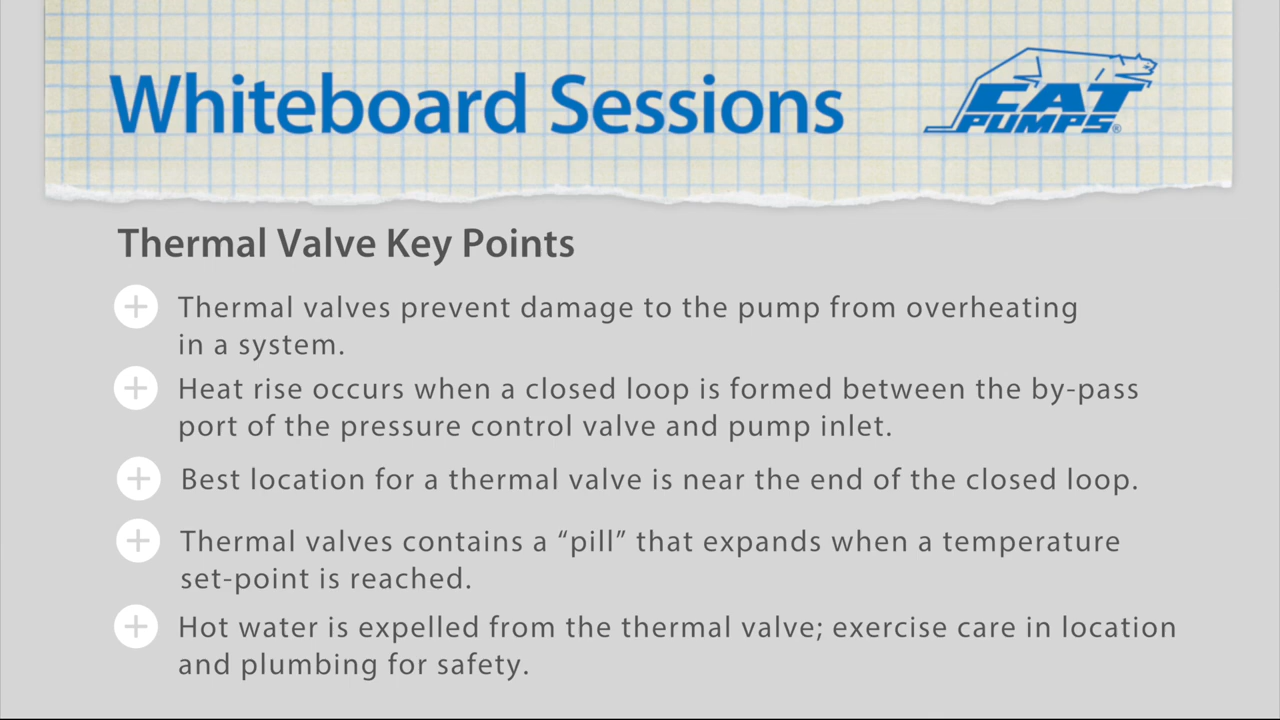 Whiteboard Sessions
CAT
PUMPS®
Thermal Valve Key Points
Thermal valves prevent damage to the pump from overheating
in a system.
Heat rise occurs when a closed loop is formed between the by-pass
port of the pressure control valve and pump inlet.
Best location for a thermal valve is near the end of the closed loop.
Thermal valves contains a “pill” that expands when a temperature
set-point is reached.
Hot water is expelled from the thermal valve; exercise care in location
and plumbing for safety.